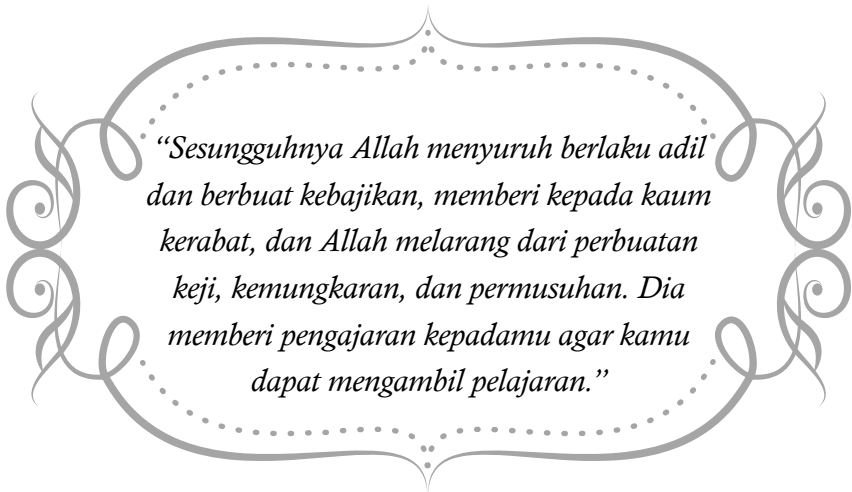 “Sesungguhnya Allah menyuruh berlaku adil
dan berbuat kebajikan, memberi kepada kaum
kerabat, dan Allah melarang dari perbuatan
keji, kemungkaran, dan permusuhan. Dia
memberi pengajaran kepadamu agar kamu
dapat mengambil pelajaran.”